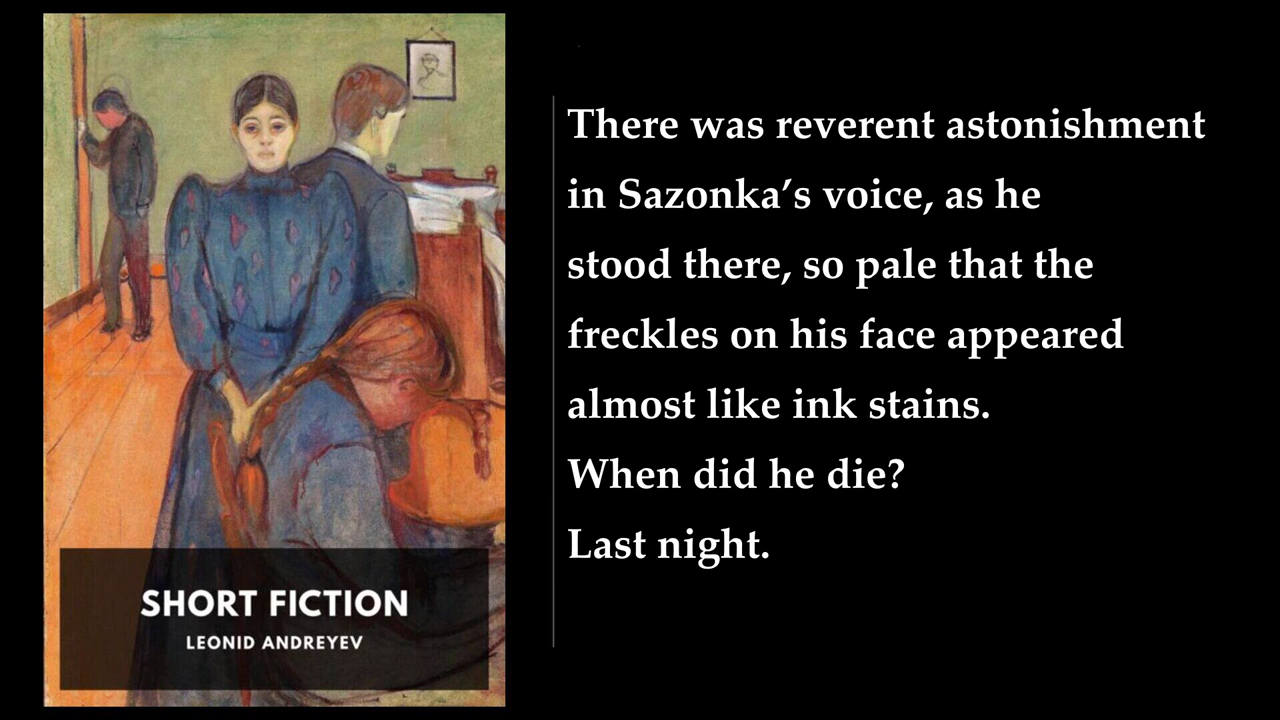 SHORT FICTION
LEONID ANDREYEV
There was reverent astonishment
in Sazonka’s voice, as he
stood there, so pale that the
freckles on his face appeared
almost like ink stains.
When did he die?
Last night.